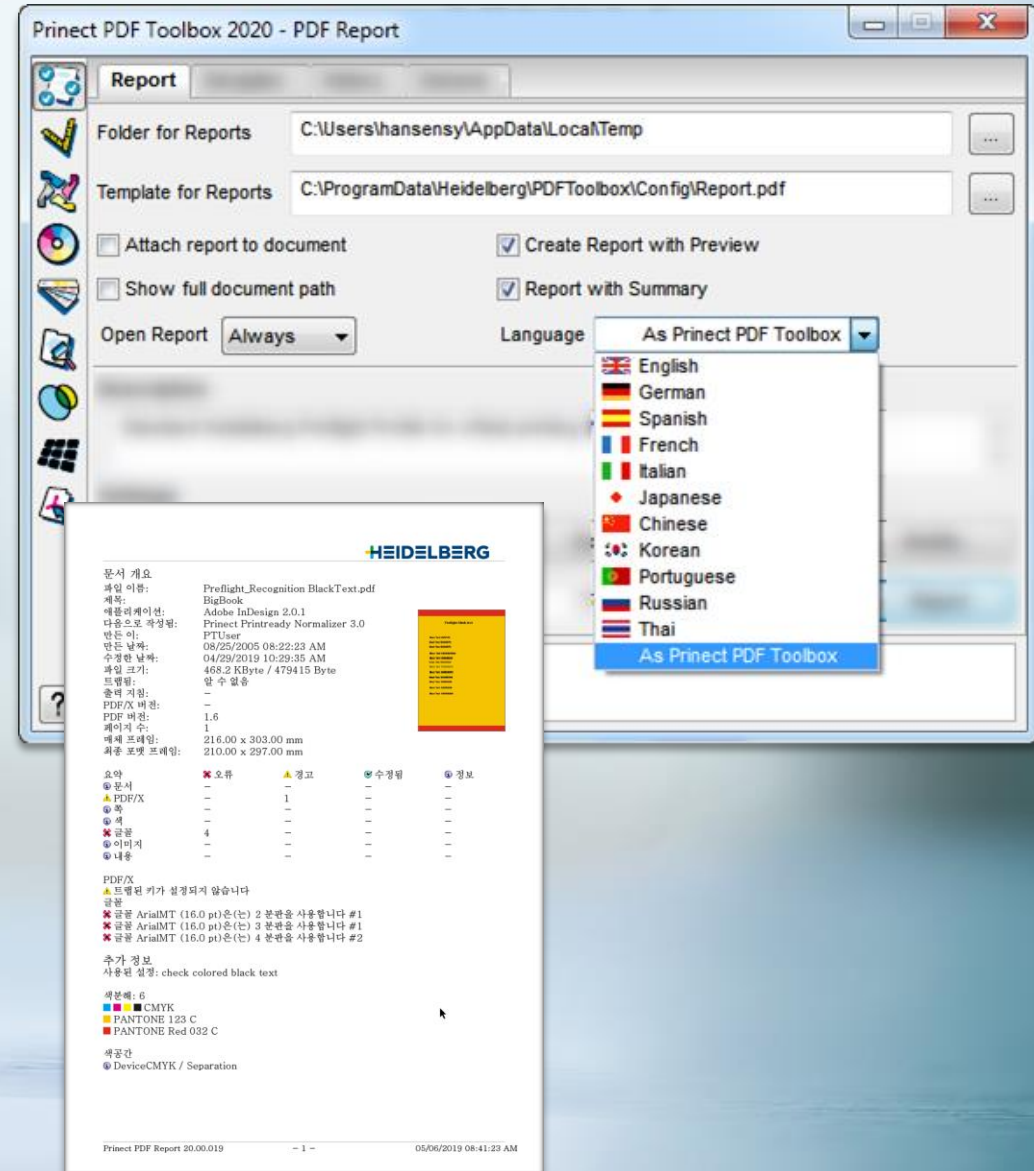 Prinect PDF Toolbox 2020 - PDF Report
Report
Folder for Reports C:\Users\hansensy\AppData\Local\Temp ...
Template for Reports C:\ProgramData\Heidelberg\PDFToolbox\Config\Report.pdf ...
Attach report to document Create Report with Preview
Show full document path Report with Summary
Open Report Always Language As Prinect PDF Toolbox
English
German
Spanish
French
Italian
Japanese
Chinese
Korean
Portuguese
Russian
Thai
As Prinect PDF Toolbox
?
HEIDELBERG
문서 개요
파일 이름: Preflight_Recognition BlackText.pdf
제목: BigBook
애플리케이션: Adobe InDesign 2.0.1
다음으로 작성됨: Prinect Printready Normalizer 3.0
만든 이: PTUser
만든 날짜: 08/25/2005 08:22:23 AM
수정한 날짜: 04/29/2019 10:29:35 AM
파일 크기: 468.2 KByte / 479415 Byte
트랩됨: 알 수 없음
출력 지침: –
PDF/X 버전: –
PDF 버전: 1.6
페이지 수: 1
매체 프레임: 216.00 x 303.00 mm
최종 포맷 프레임: 210.00 x 297.00 mm
요약 오류 경고 수정됨 정보
문서 – – – –
PDF/X – 1 – –
쪽 – – – –
색 – – – –
글꼴 4 – – –
이미지 – – – –
내용 – – – –
PDF/X
트랩된 키가 설정되지 않습니다
글꼴
글꼴 ArialMT (16.0 pt)은(는) 2 분판을 사용합니다 #1
글꼴 ArialMT (16.0 pt)은(는) 3 분판을 사용합니다 #1
글꼴 ArialMT (16.0 pt)은(는) 4 분판을 사용합니다 #2
추가 정보
사용된 설정: check colored black text
색분해: 6
CMYK
PANTONE 123 C
PANTONE Red 032 C
색공간
DeviceCMYK / Separation
Prinect PDF Report 20.00.019 – 1 – 05/06/2019 08:41:23 AM